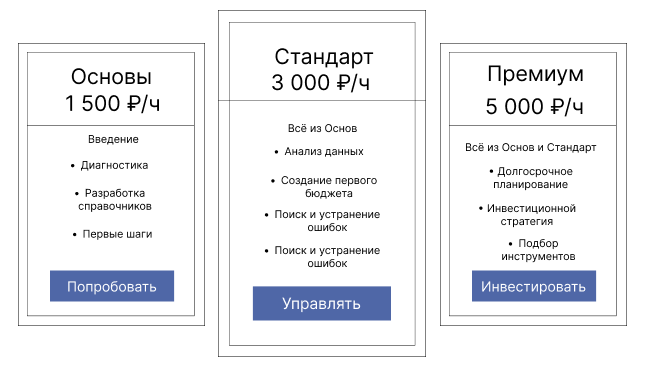 Основы
1 500 ₽/ч
Введение
• Диагностика
• Разработка
справочников
• Первые шаги
Попробовать
Стандарт
3 000 ₽/ч
Всё из Основ
• Анализ данных
• Создание первого
бюджета
• Поиск и устранение
ошибок
• Поиск и устранение
ошибок
Управлять
Премиум
5 000 ₽/ч
Всё из Основ и Стандарт
• Долгосрочное
планирование
• Инвестиционной
стратегия
• Подбор
инструментов
Инвестировать